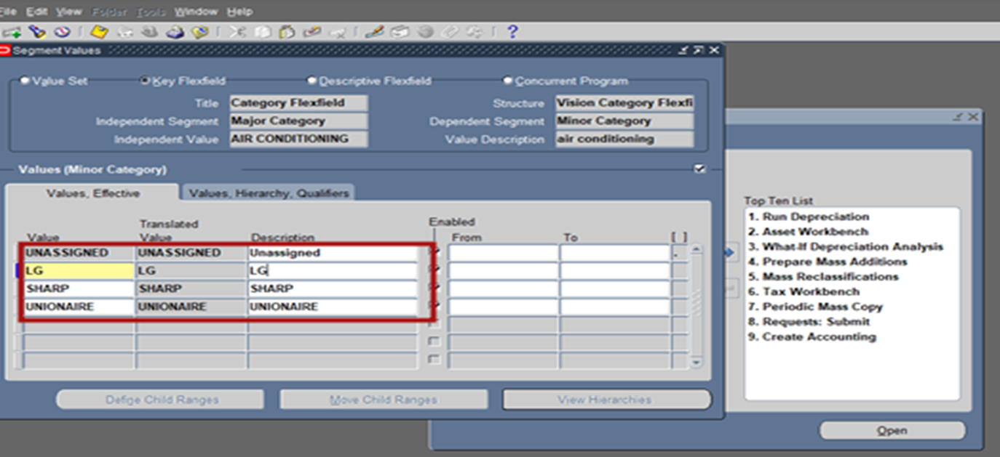 File Edit View Folder Tools Window Help
Segment Values
Value Set Key Flexfield Descriptive Flexfield Concurrent Program
Title Category Flexfield Structure Vision Category Flexfi
Independent Segment Major Category Dependent Segment Minor Category
Independent Value AIR CONDITIONING Value Description air conditioning
Values (Minor Category)
Values, Effective Values, Hierarchy, Qualifiers
Translated Enabled
Value Value Description From To [ ]
UNASSIGNED UNASSIGNED Unassigned
LG LG LG
SHARP SHARP SHARP
UNIONAIRE UNIONAIRE UNIONAIRE
Define Child Ranges Move Child Ranges View Hierarchies
Top Ten List
1. Run Depreciation
2. Asset Workbench
3. What-If Depreciation Analysis
4. Prepare Mass Additions
5. Mass Reclassifications
6. Tax Workbench
7. Periodic Mass Copy
8. Requests: Submit
9. Create Accounting
Open